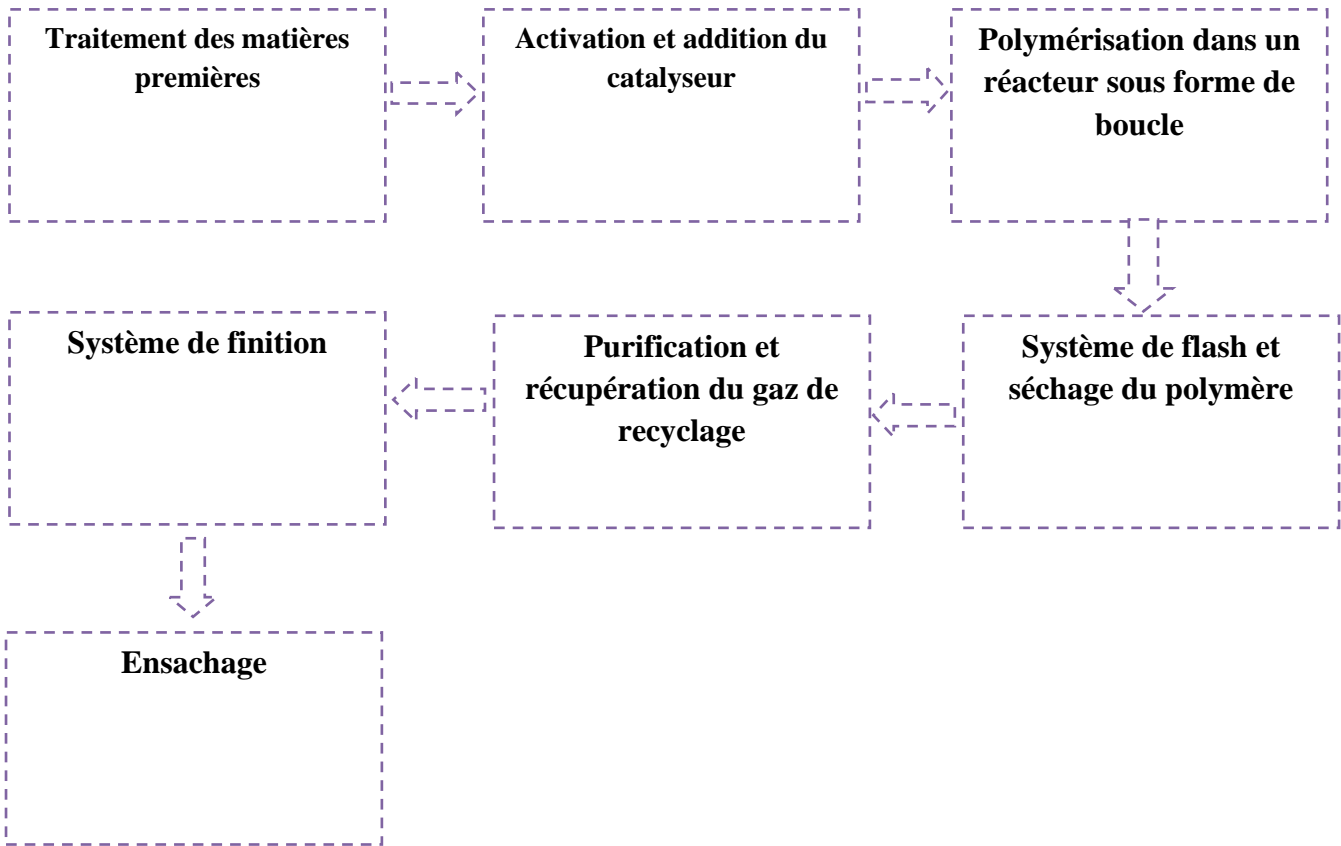 Traitement des matières
premières
Activation et addition du
catalyseur
Polymérisation dans un
réacteur sous forme de
boucle
Système de flash et
séchage du polymère
Purification et
récupération du gaz de
recyclage
Système de finition
Ensachage